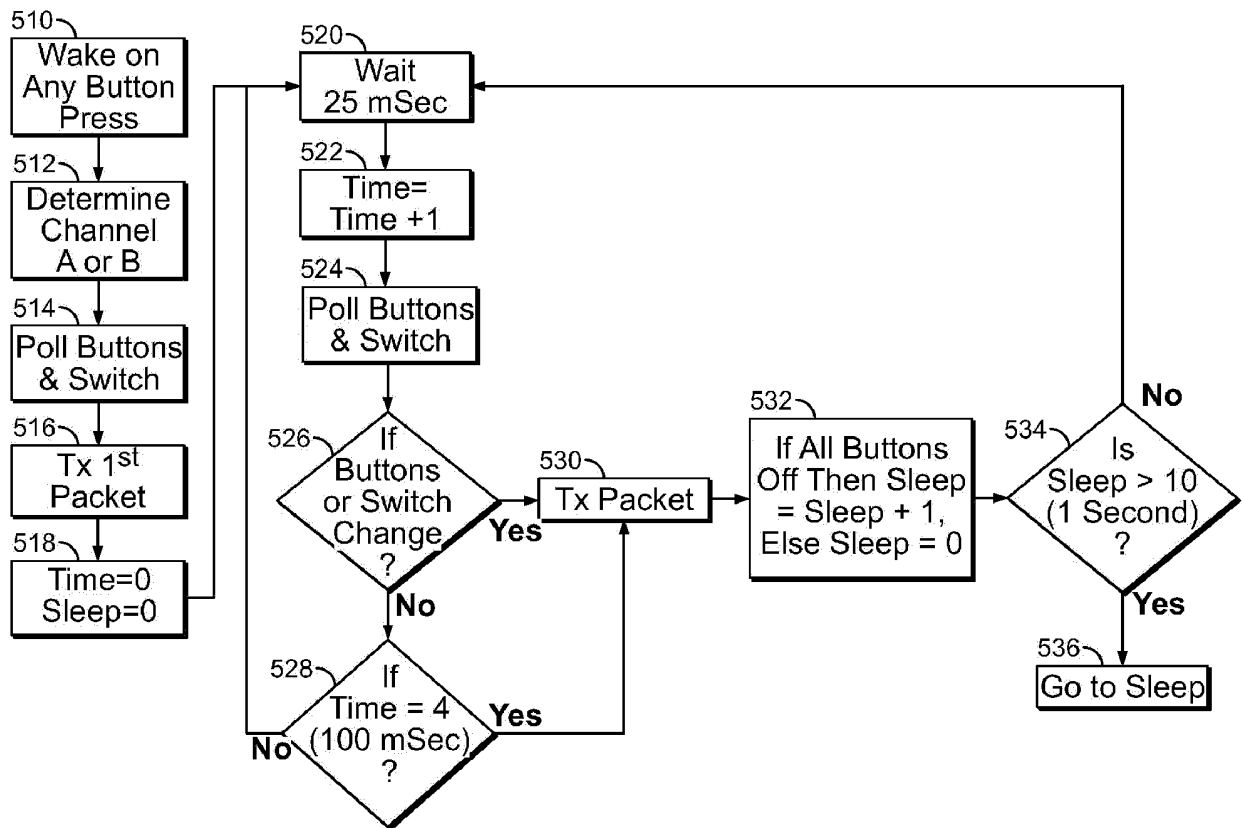 510
Wake on
Any Button
Press
512
Determine
Channel
A or B
514
Poll Buttons
& Switch
516
Tx 1st
Packet
518
Time=0
Sleep=0
520
Wait
25 mSec
522
Time=
Time +1
524
Poll Buttons
& Switch
526
If
Buttons
or Switch
Change
?
Yes
No
528
If
Time = 4
(100 mSec)
?
Yes
No
530
Tx Packet
532
If All Buttons
Off Then Sleep
= Sleep + 1,
Else Sleep = 0
534
Is
Sleep > 10
(1 Second)
?
No
Yes
536
Go to Sleep